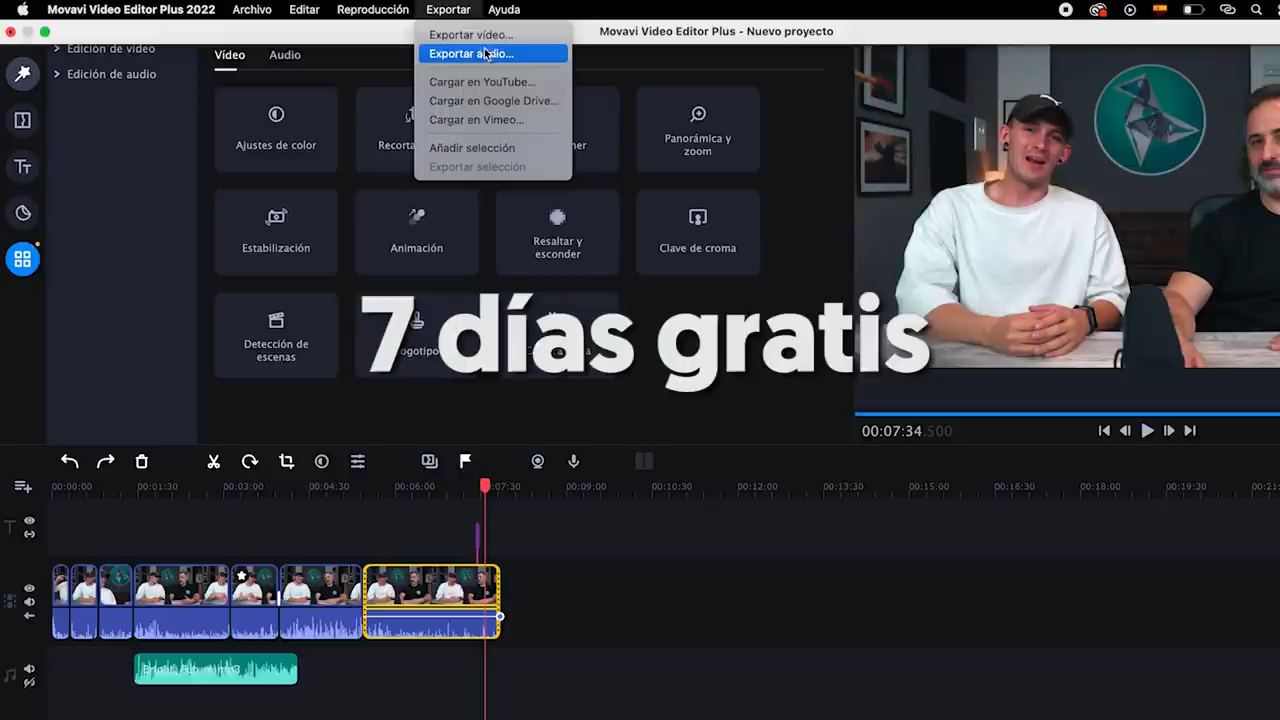 Movavi Video Editor Plus 2022 Archivo Editar Reproducción Exportar Ayuda
Movavi Video Editor Plus - Nuevo proyecto
Exportar vídeo...
Exportar audio...
Cargar en YouTube...
Cargar en Google Drive...
Cargar en Vimeo...
Añadir selección
Exportar selección
Edición de vídeo
Edición de audio
Vídeo Audio
Ajustes de color
Panorámica y
zoom
Estabilización
Animación
Resaltar y
esconder
Clave de croma
Detección de
escenas
7 días gratis
00:07:34.500
00:00:00 00:01:30 00:03:00 00:04:30 00:06:00 :07:30 00:09:00 00:10:30 00:12:00 00:13:30 00:15:00 00:16:30 00:18:00 00:19:30 00:21: